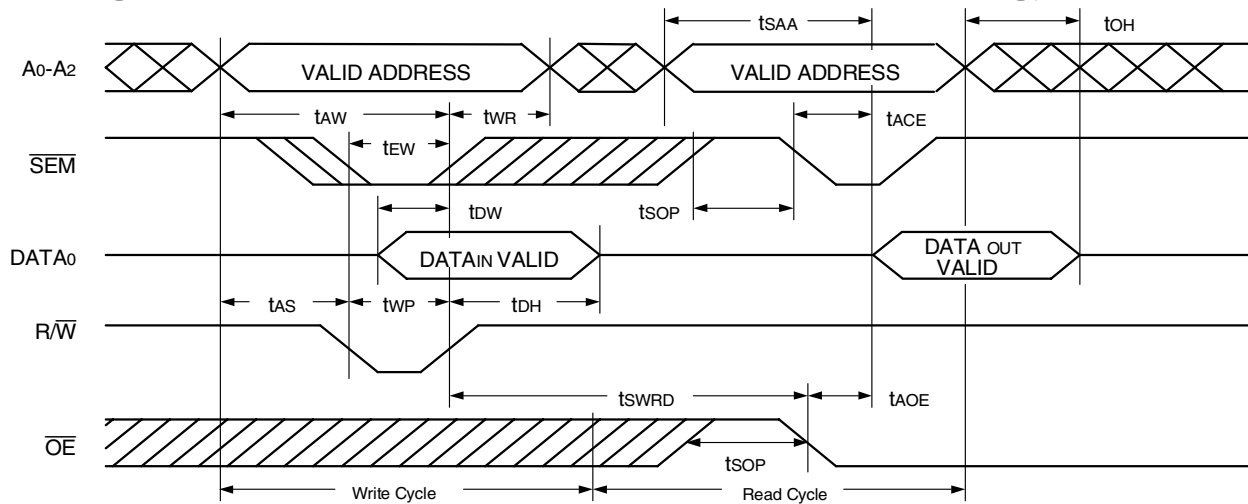 tSAA
tOH
A0-A2
VALID ADDRESS
VALID ADDRESS
tAW
tWR
tACE
tEW
SEM
tDW
tSOP
DATA0
DATAIN VALID
DATA OUT
VALID
tAS
tWP
tDH
R/W
tSWRD
tAOE
OE
tSOP
Write Cycle
Read Cycle